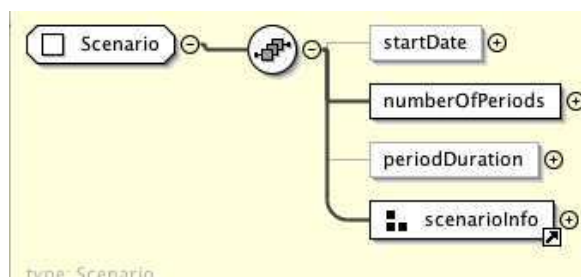 Scenario
startDate
numberOfPeriods
periodDuration
scenarioInfo
type: Scenario